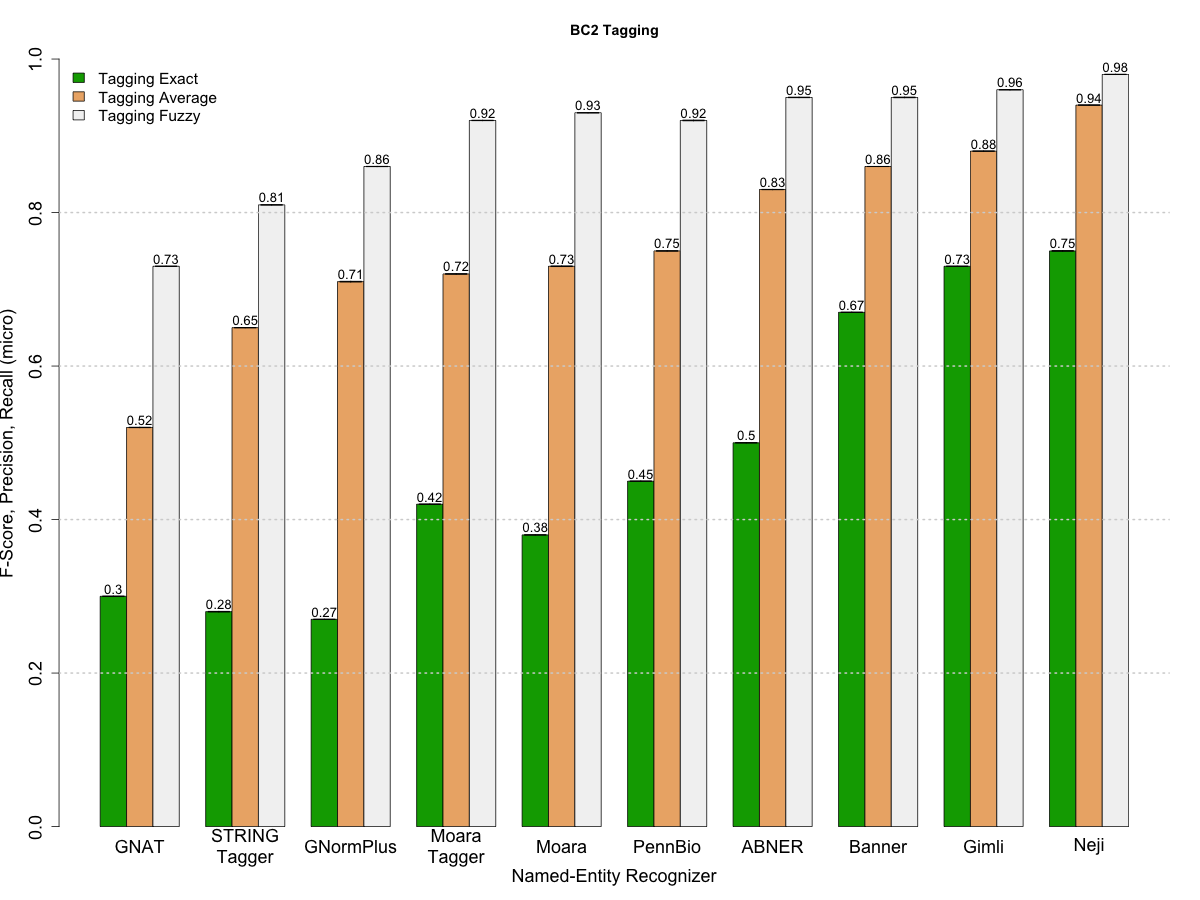 BC2 Tagging
Tagging Exact
Tagging Average
Tagging Fuzzy
F-Score, Precision, Recall (micro)
1.0
0.8
0.6
0.4
0.2
0.0
0.3
0.52
0.73
0.28
0.65
0.81
0.27
0.71
0.86
0.42
0.72
0.92
0.38
0.73
0.93
0.45
0.75
0.92
0.5
0.83
0.95
0.67
0.86
0.95
0.73
0.88
0.96
0.75
0.94
0.98
GNAT
STRING
Tagger
GNormPlus
Moara
Tagger
Moara
PennBio
ABNER
Banner
Gimli
Neji
Named-Entity Recognizer